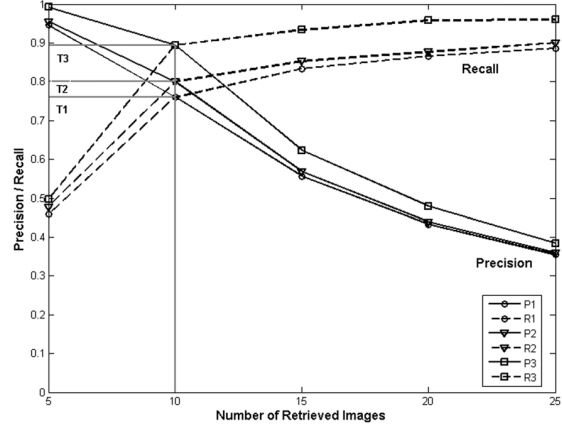 1
0.9
0.8
0.7
0.6
0.5
0.4
0.3
0.2
0.1
0
T3
T2
T1
Recall
Precision
Precision / Recall
P1
R1
P2
R2
P3
R3
5
10
15
20
25
Number of Retrieved Images